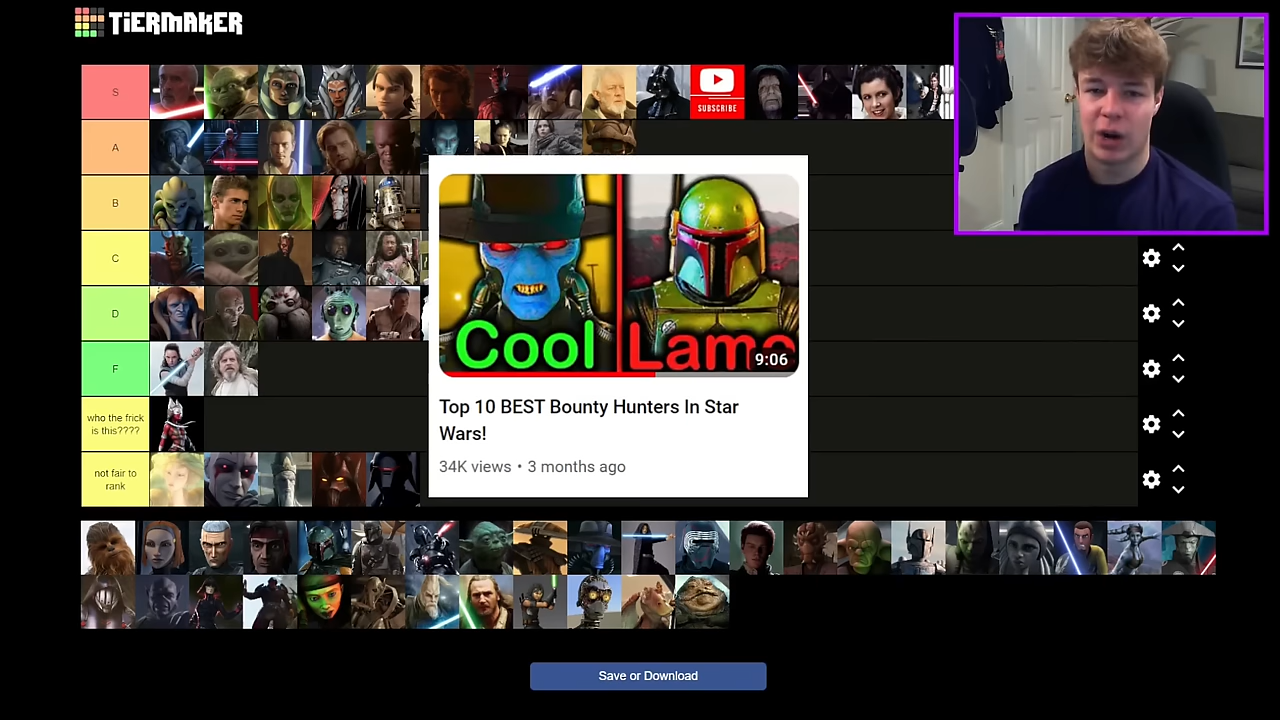 TiERMAKER
S
SUBSCRIBE
A
B
C
D
F
who the frick
is this????
not fair to
rank
Cool
Lame
9:06
Top 10 BEST Bounty Hunters In Star
Wars!
34K views • 3 months ago
Save or Download